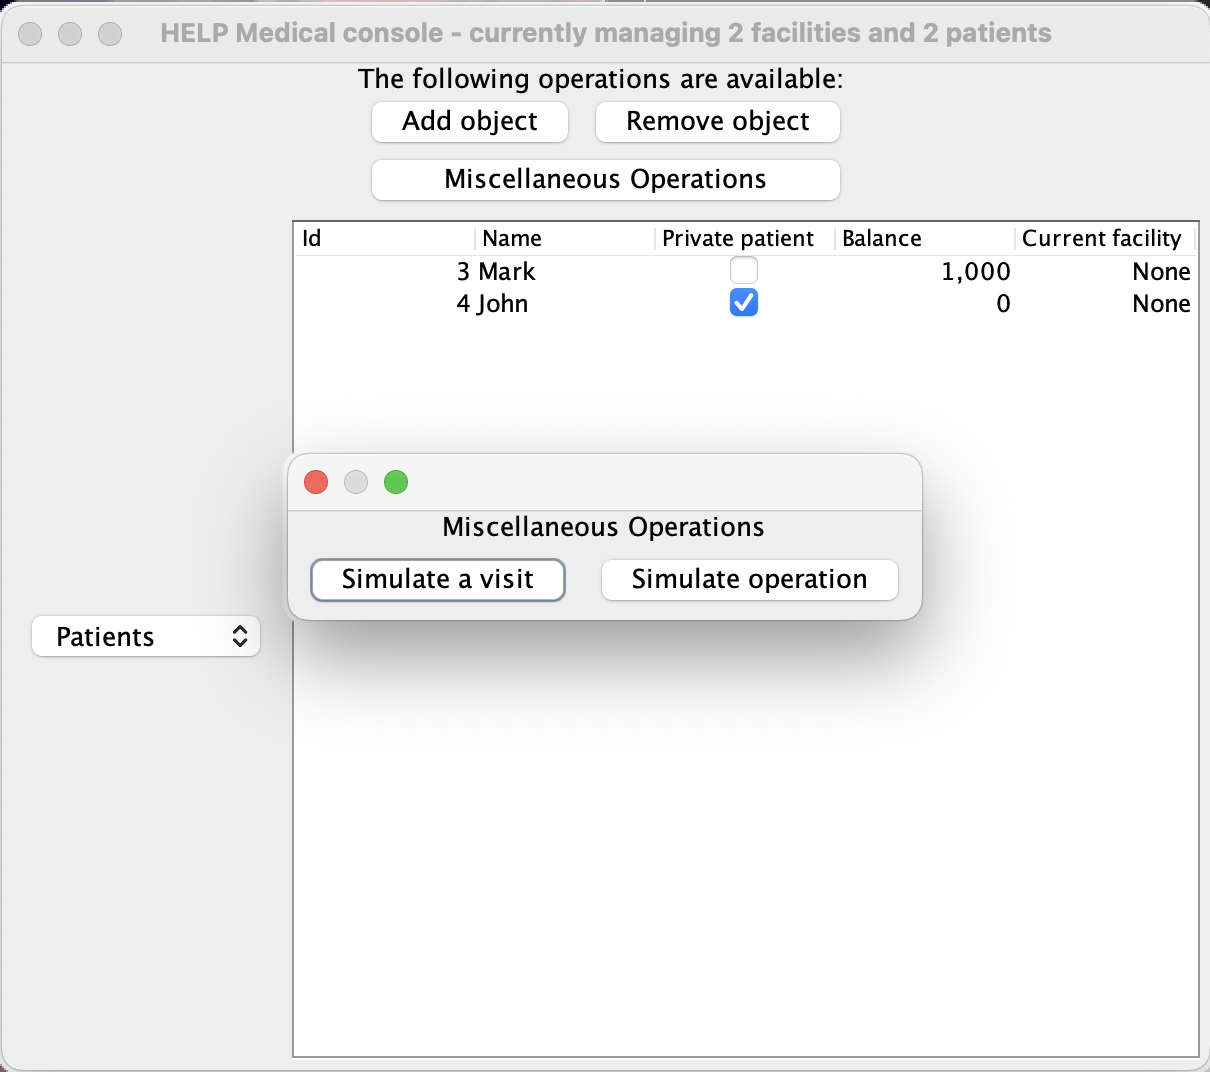 HELP Medical console - currently managing 2 facilities and 2 patients
The following operations are available:
Add object Remove object
Miscellaneous Operations
Id Name Private patient Balance Current facility
3 Mark 1,000 None
4 John 0 None
Miscellaneous Operations
Simulate a visit Simulate operation
Patients